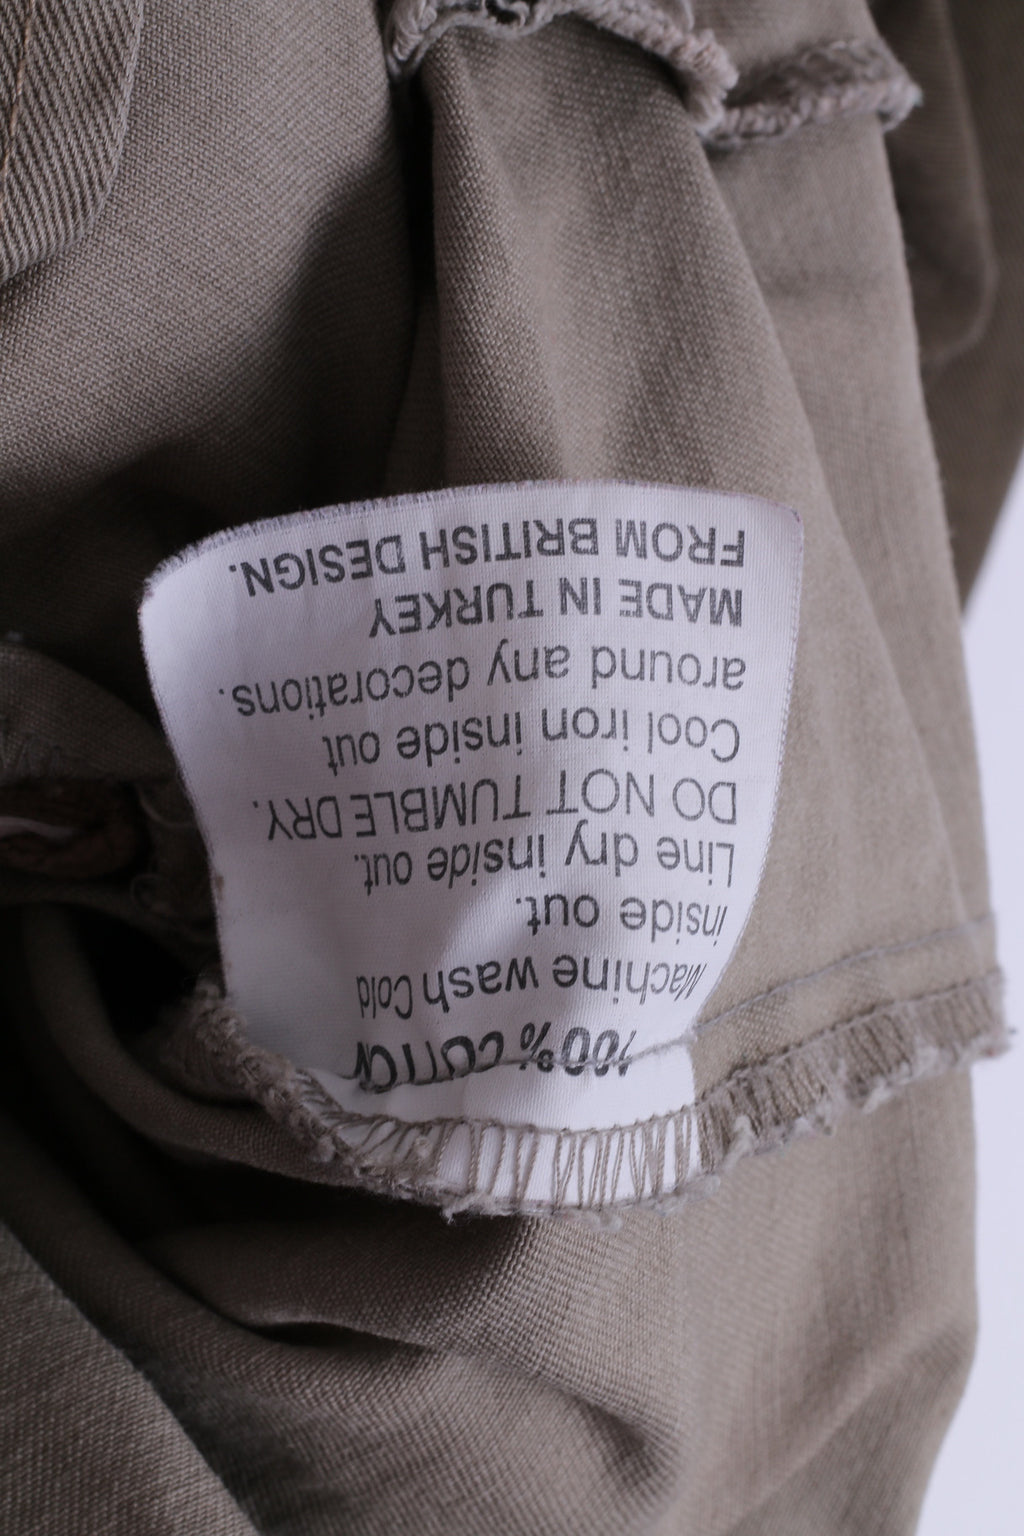 100% COTTON
Machine wash Cold
inside out.
Line dry inside out.
DO NOT TUMBLE DRY.
Cool iron inside out
around any decorations.
MADE IN TURKEY
FROM BRITISH DESIGN.